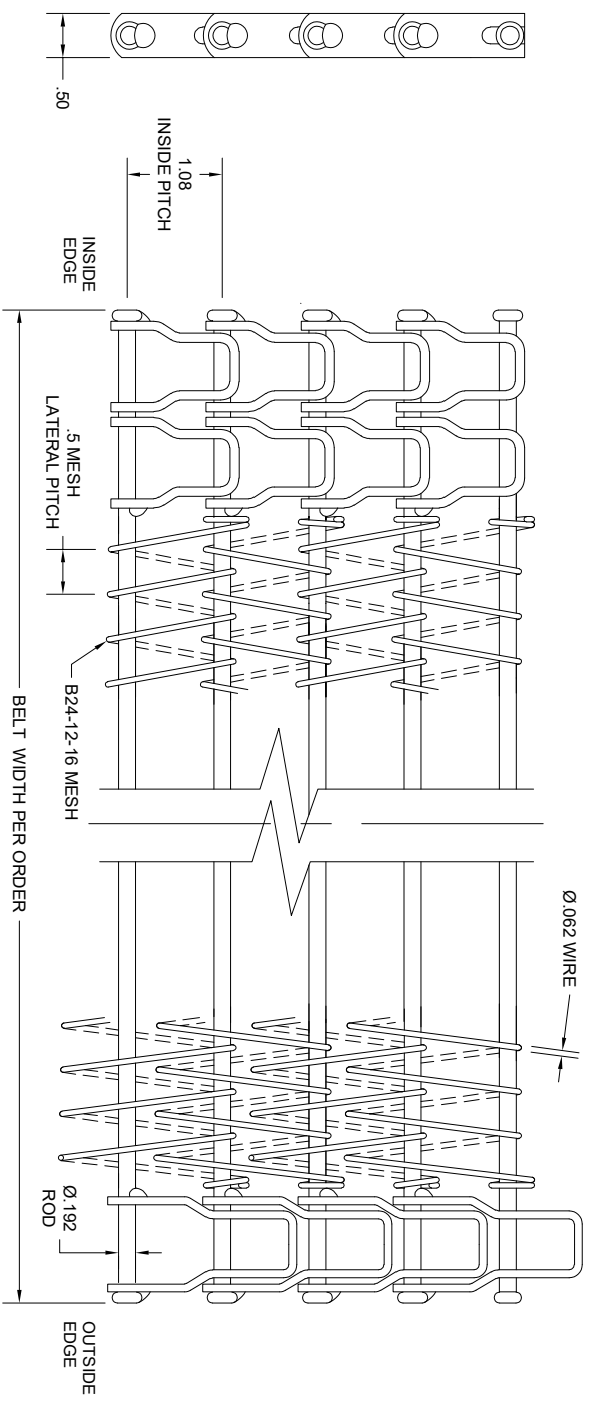 .50
1.08
INSIDE PITCH
INSIDE
EDGE
.5 MESH
LATERAL PITCH
B24-12-16 MESH
BELT WIDTH PER ORDER
Ø.062 WIRE
Ø.192
ROD
OUTSIDE
EDGE